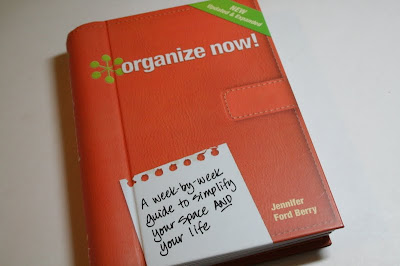 NEW
Updated & Expanded
organize now!
A week-by-week
guide to simplify
your space AND
your life
Jennifer
Ford Berry